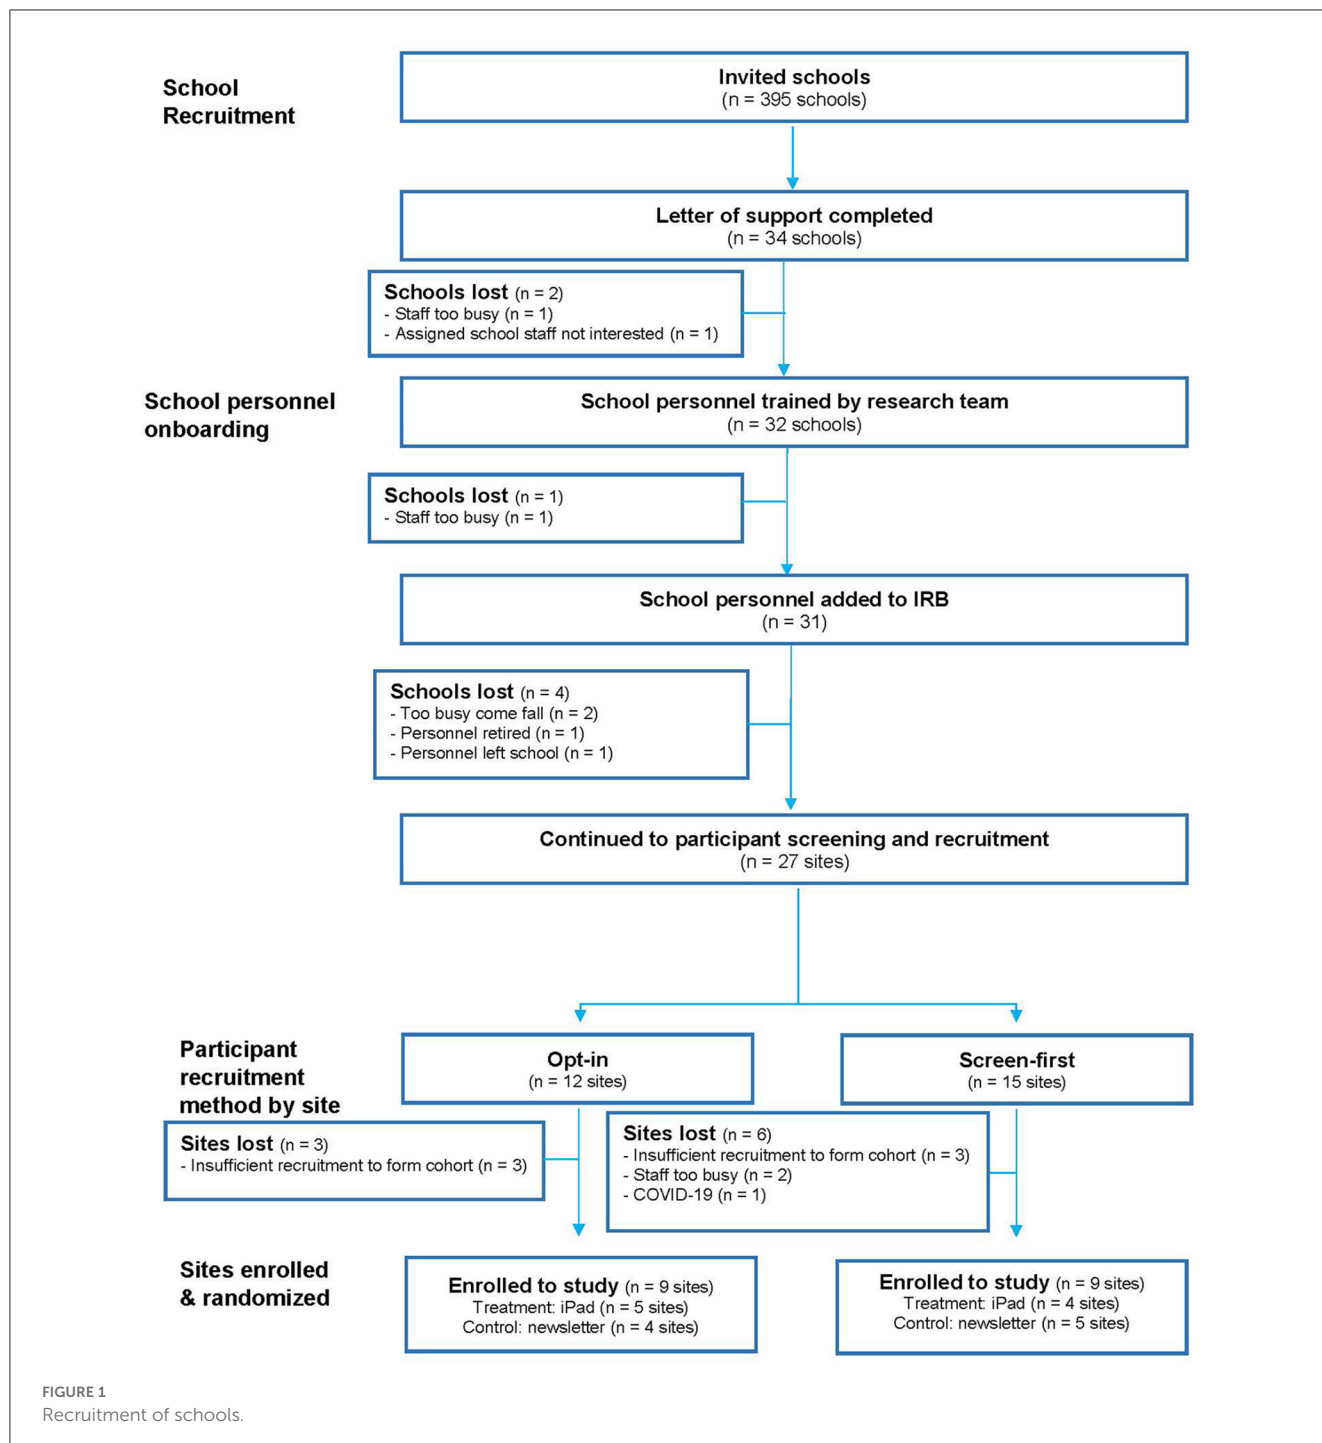 School
Recruitment
Invited schools
(n = 395 schools)
Letter of support completed
(n = 34 schools)
Schools lost (n = 2)
- Staff too busy (n = 1)
- Assigned school staff not interested (n = 1)
School personnel
onboarding
School personnel trained by research team
(n = 32 schools)
Schools lost (n = 1)
- Staff too busy (n = 1)
School personnel added to IRB
(n = 31)
Schools lost (n = 4)
- Too busy come fall (n = 2)
- Personnel retired (n = 1)
- Personnel left school (n = 1)
Continued to participant screening and recruitment
(n = 27 sites)
Participant
recruitment
method by site
Opt-in
(n = 12 sites)
Screen-first
(n = 15 sites)
Sites lost (n = 3)
- Insufficient recruitment to form cohort (n = 3)
Sites lost (n = 6)
- Insufficient recruitment to form cohort (n = 3)
- Staff too busy (n = 2)
- COVID-19 (n = 1)
Sites enrolled
& randomized
Enrolled to study (n = 9 sites)
Treatment: iPad (n = 5 sites)
Control: newsletter (n = 4 sites)
Enrolled to study (n = 9 sites)
Treatment: iPad (n = 4 sites)
Control: newsletter (n = 5 sites)
FIGURE 1
Recruitment of schools.